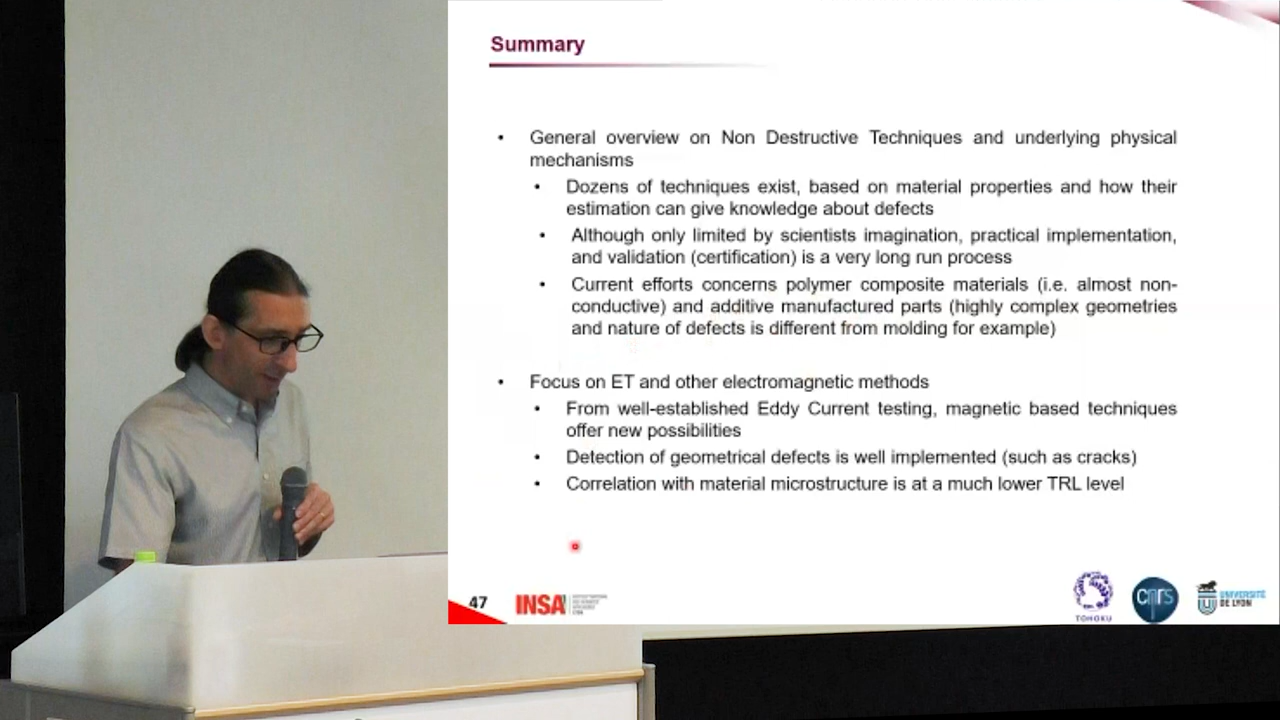 Summary
• General overview on Non Destructive Techniques and underlying physical
mechanisms
• Dozens of techniques exist, based on material properties and how their
estimation can give knowledge about defects
• Although only limited by scientists imagination, practical implementation,
and validation (certification) is a very long run process
• Current efforts concerns polymer composite materials (i.e. almost non-
conductive) and additive manufactured parts (highly complex geometries
and nature of defects is different from molding for example)
• Focus on ET and other electromagnetic methods
• From well-established Eddy Current testing, magnetic based techniques
offer new possibilities
• Detection of geometrical defects is well implemented (such as cracks)
• Correlation with material microstructure is at a much lower TRL level
47
INSA
TOHOKU
cnrs
UNIVERSITÉ
DE LYON